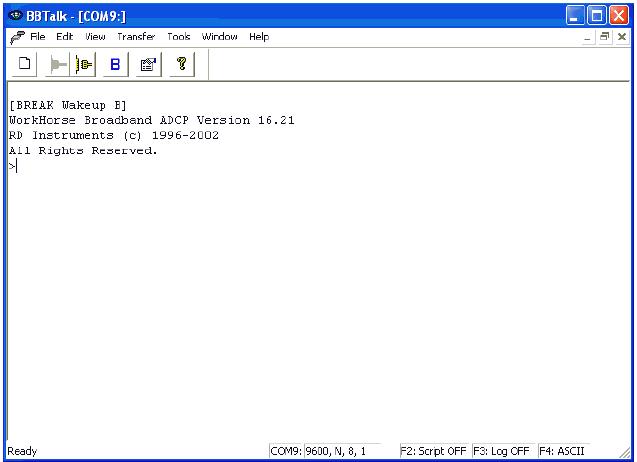 BBTalk - [COM9:]
File Edit View Transfer Tools Window Help
B ?
[BREAK Wakeup B]
WorkHorse Broadband ADCP Version 16.21
RD Instruments (c) 1996-2002
All Rights Reserved.
>
Ready COM9: 9600, N, 8, 1 F2: Script OFF F3: Log OFF F4: ASCII